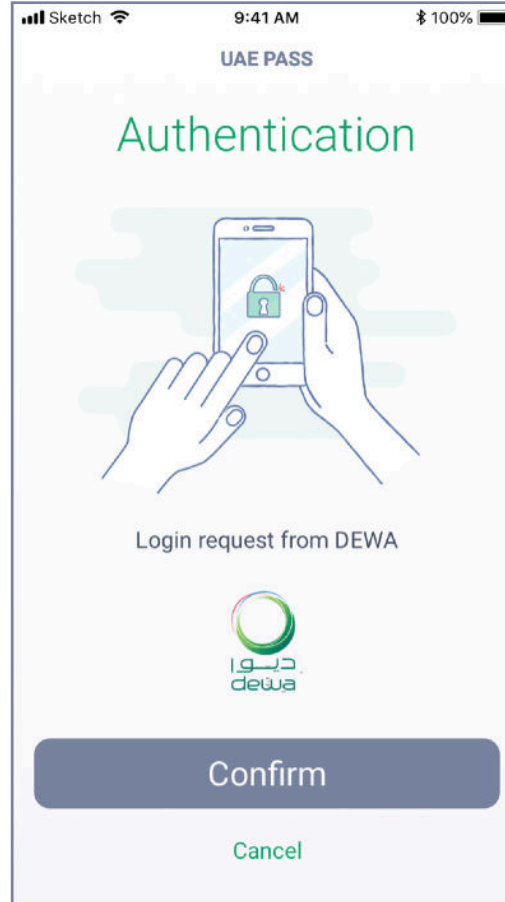 Sketch 9:41 AM 100%
UAE PASS
Authentication
Login request from DEWA
ديوا
dewa
Confirm
Cancel